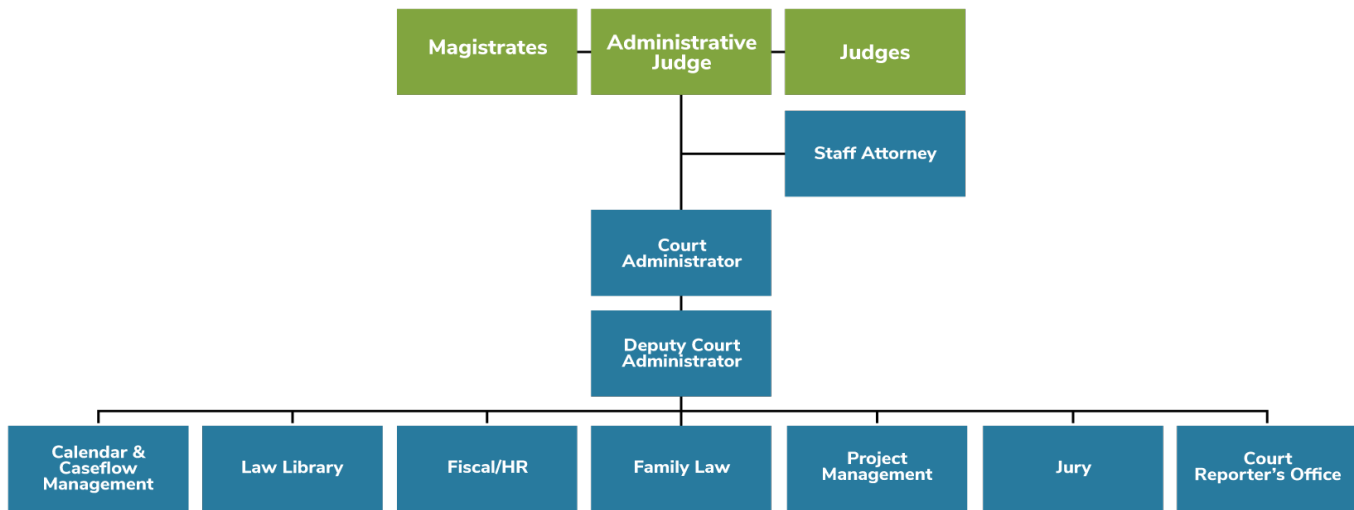 Magistrates
Administrative
Judge
Judges
Staff Attorney
Court
Administrator
Deputy Court
Administrator
Calendar &
Caseflow
Management
Law Library
Fiscal/HR
Family Law
Project
Management
Jury
Court
Reporter’s Office